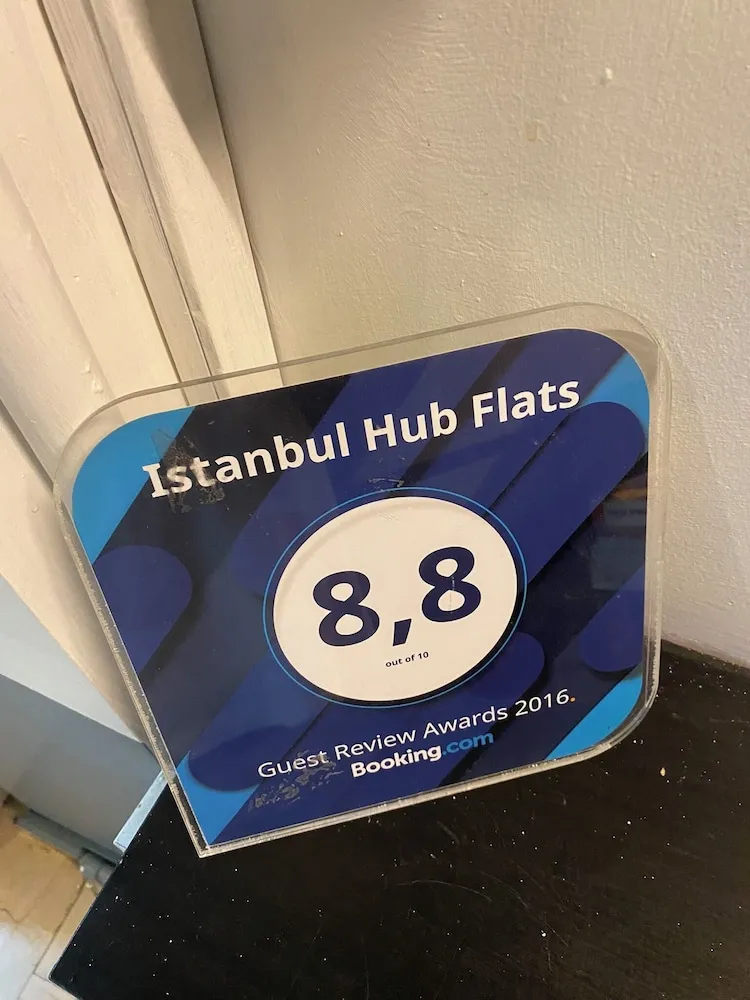 Istanbul Hub Flats
8,8
out of 10
Guest Review Awards 2016.
Booking.com